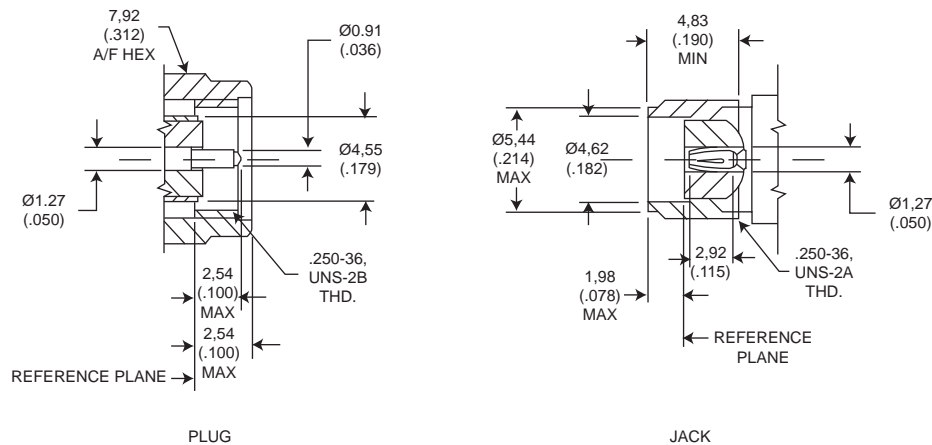 7,92
(.312)
A/F HEX
Ø0.91
(.036)
Ø4,55
(.179)
Ø1.27
(.050)
2,54
(.100)
MAX
2,54
(.100)
MAX
.250-36,
UNS-2B
THD.
REFERENCE PLANE
PLUG
4,83
(.190)
MIN
Ø5,44
(.214)
MAX
Ø4,62
(.182)
Ø1,27
(.050)
2,92
(.115)
.250-36,
UNS-2A
THD.
1,98
(.078)
MAX
REFERENCE
PLANE
JACK